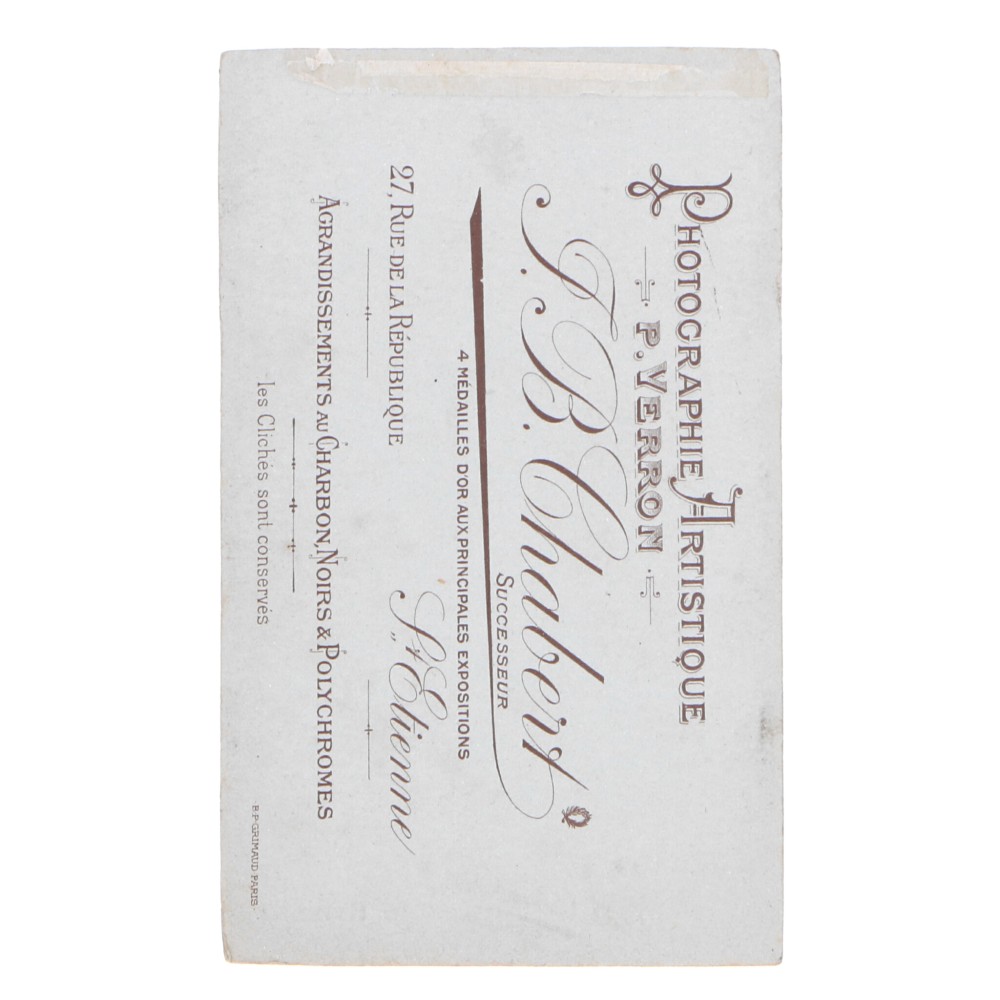 PHOTOGRAPHIE ARTISTIQUE
P. VERRON
J. B. Chabert
SUCCESSEUR
4 MÉDAILLES D'OR AUX PRINCIPALES EXPOSITIONS
27, RUE DE LA RÉPUBLIQUE St Etienne
AGRANDISSEMENTS AU CHARBON, NOIRS & POLYCHROMES
les Clichés sont conservés
B.P. GRIMAUD PARIS.